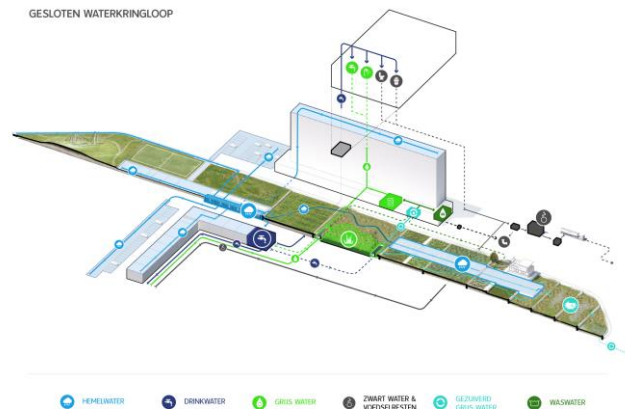 GESLOTEN WATERKRINGLOOP
HEMELWATER
DRINKWATER
GRIJS WATER
ZWART WATER &
VOEDSELRESTEN
GEZUIVERD
GRIJS WATER
WASWATER